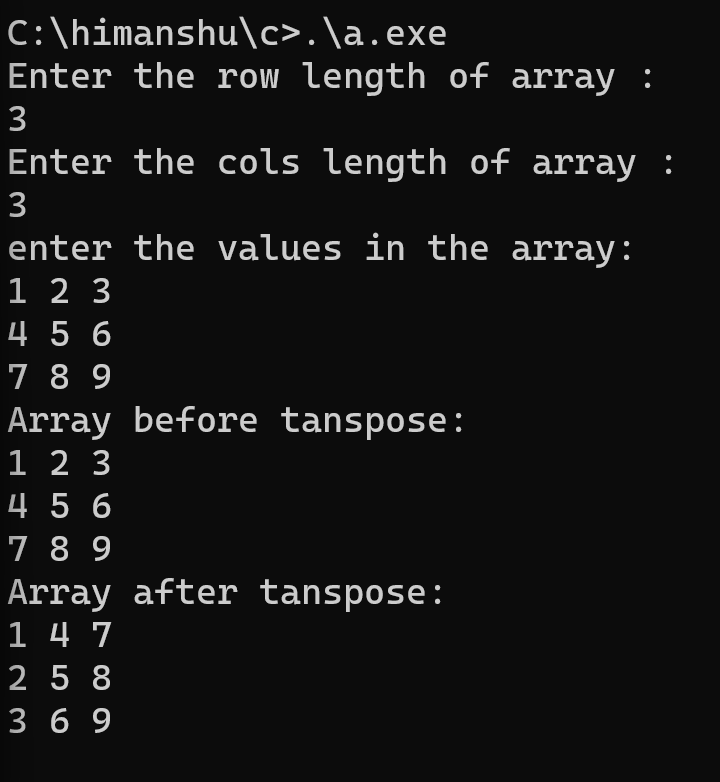 C:\himanshu\c>.\a.exe
Enter the row length of array :
3
Enter the cols length of array :
3
enter the values in the array:
1 2 3
4 5 6
7 8 9
Array before tanspose:
1 2 3
4 5 6
7 8 9
Array after tanspose:
1 4 7
2 5 8
3 6 9